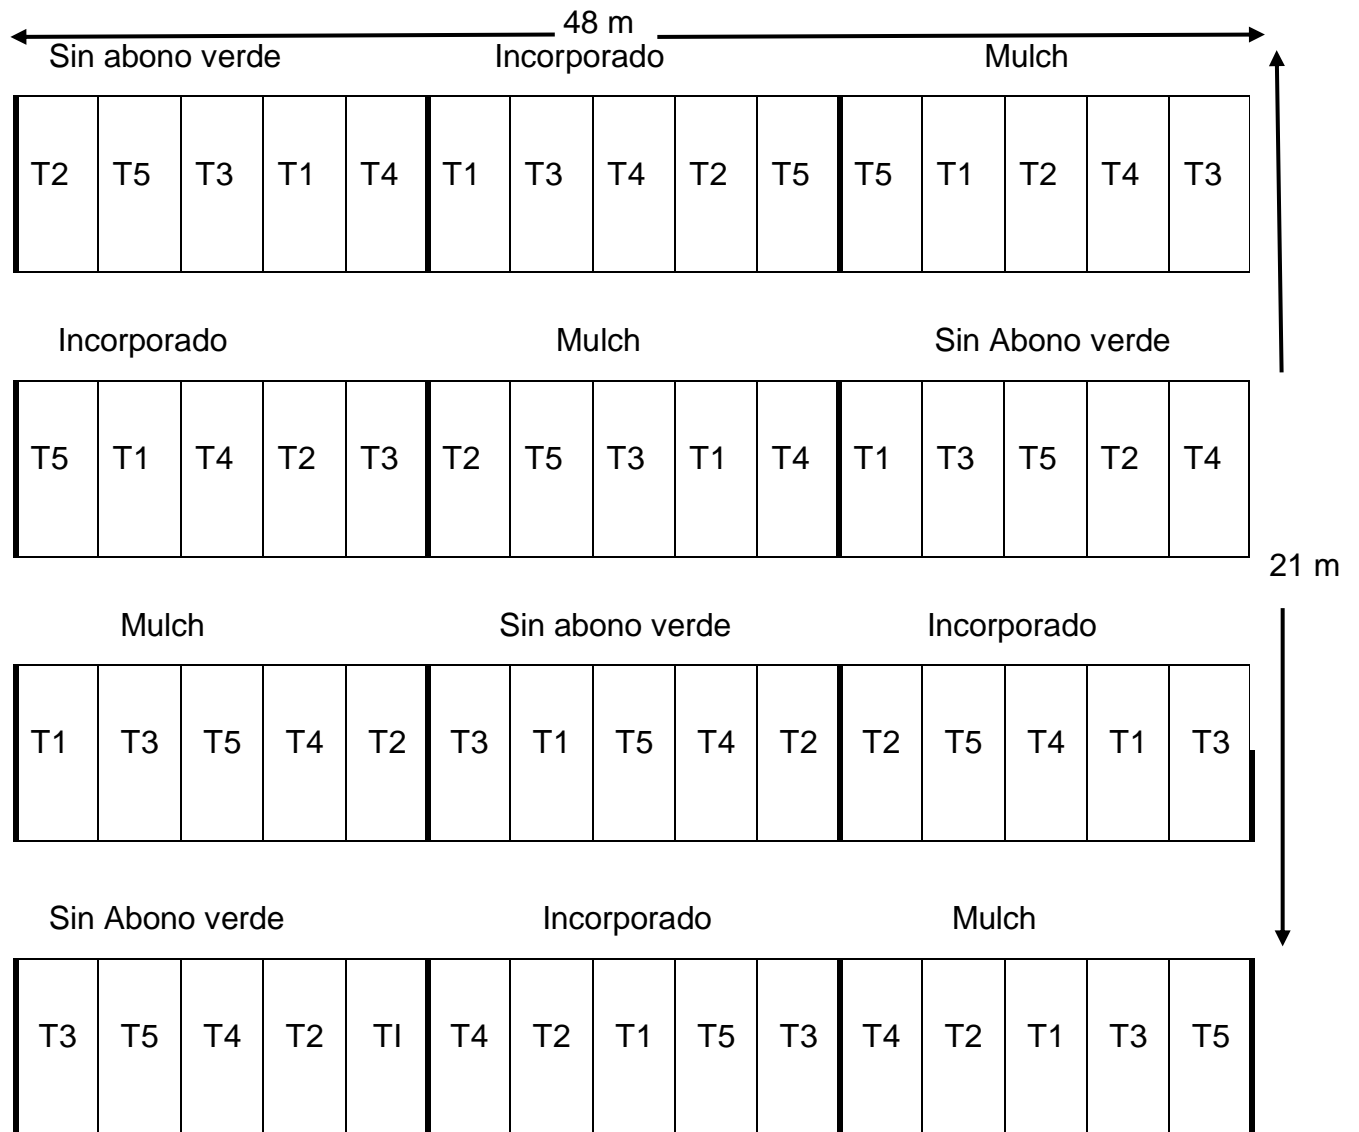 48 m
Sin abono verde Incorporado Mulch
T2 T5 T3 T1 T4 T1 T3 T4 T2 T5 T5 T1 T2 T4 T3
Incorporado Mulch Sin Abono verde
T5 T1 T4 T2 T3 T2 T5 T3 T1 T4 T1 T3 T5 T2 T4
21 m
Mulch Sin abono verde Incorporado
T1 T3 T5 T4 T2 T3 T1 T5 T4 T2 T2 T5 T4 T1 T3
Sin Abono verde Incorporado Mulch
T3 T5 T4 T2 TI T4 T2 T1 T5 T3 T4 T2 T1 T3 T5